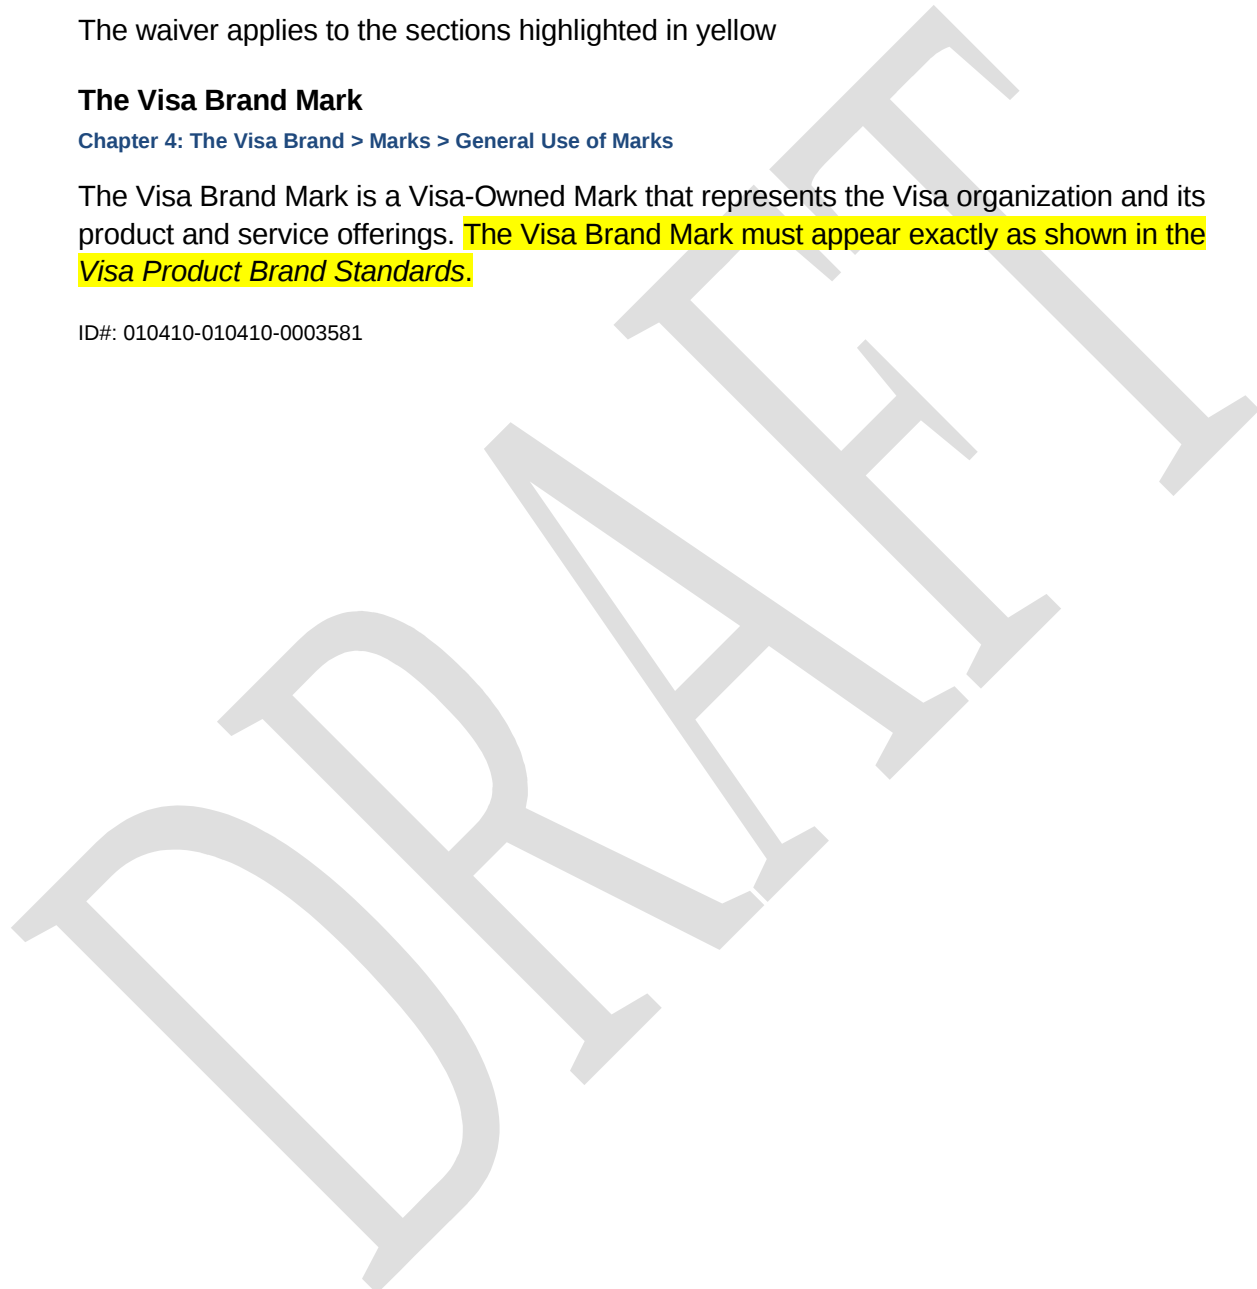 The waiver applies to the sections highlighted in yellow
The Visa Brand Mark
Chapter 4: The Visa Brand > Marks > General Use of Marks
The Visa Brand Mark is a Visa-Owned Mark that represents the Visa organization and its
product and service offerings. The Visa Brand Mark must appear exactly as shown in the
Visa Product Brand Standards.
ID#: 010410-010410-0003581
DRAFT